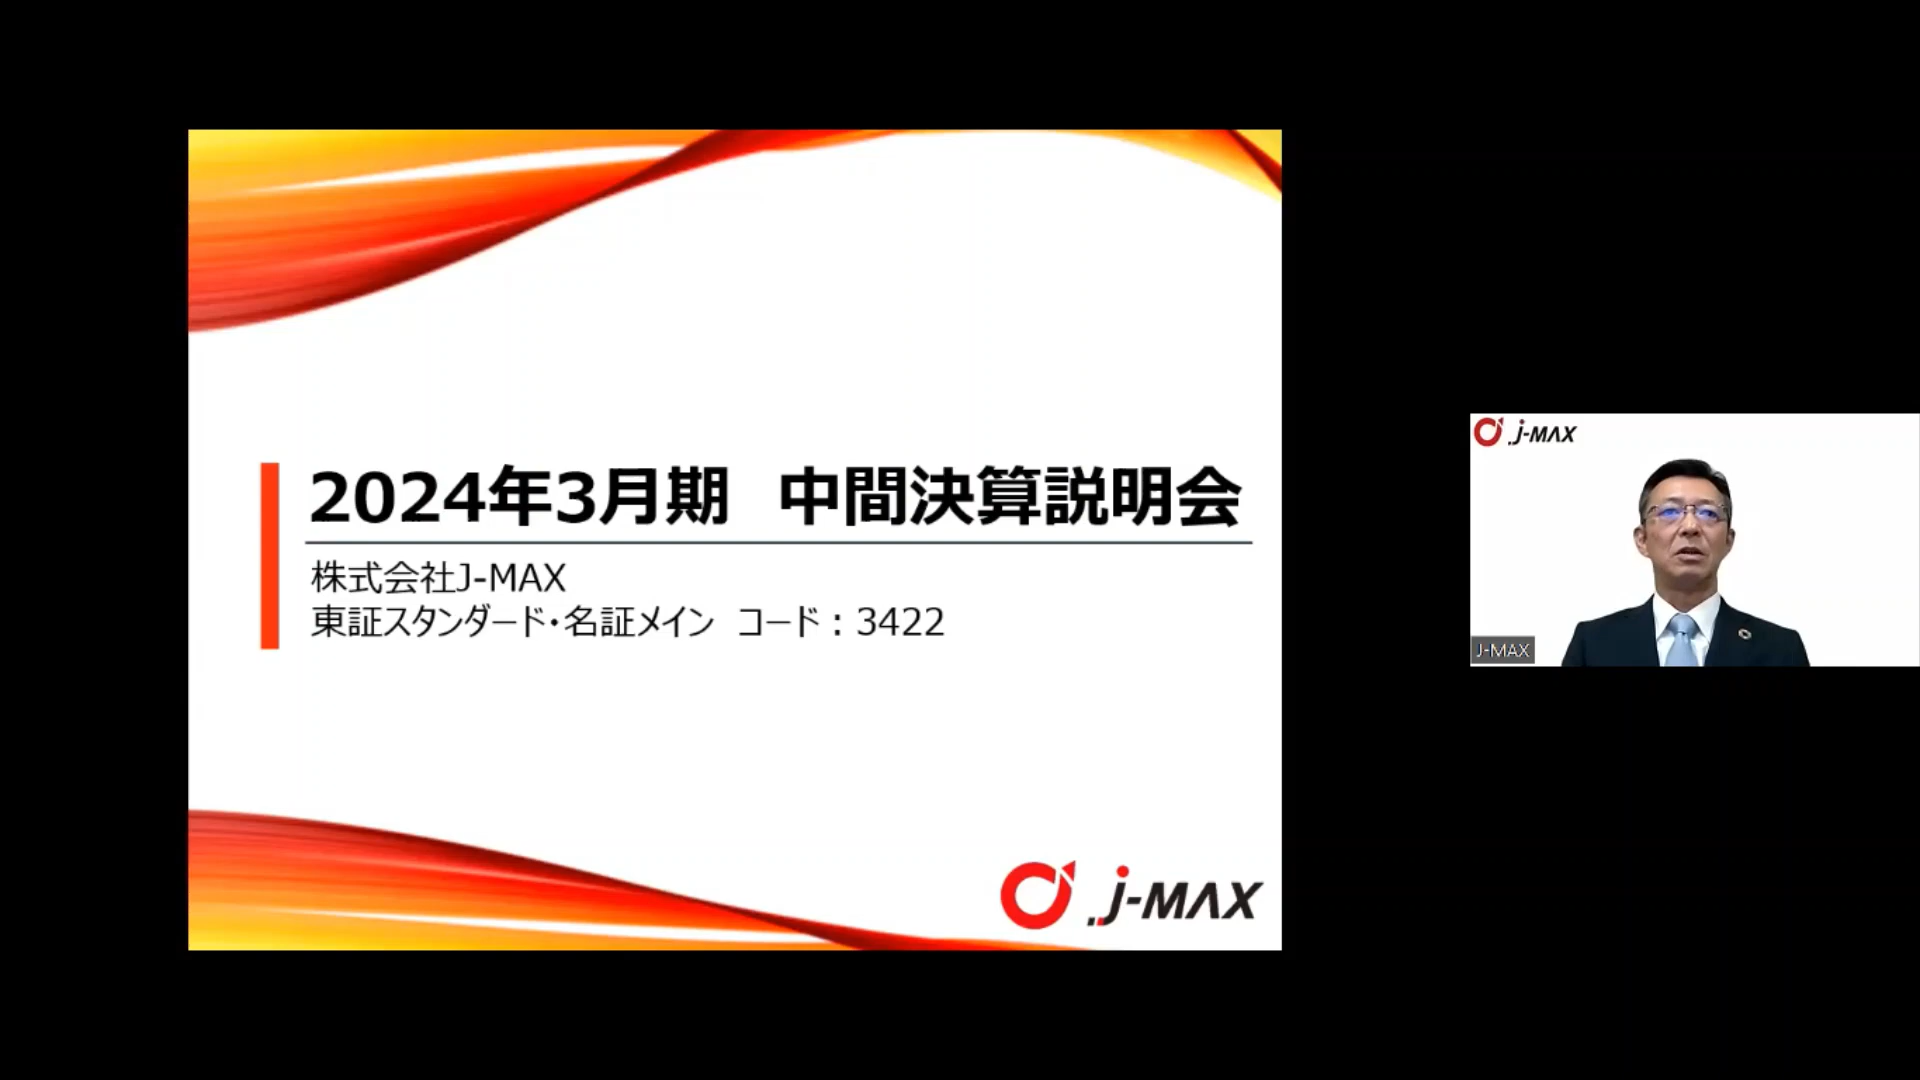 2024年3月期 中間決算説明会
株式会社J-MAX
東証スタンダード・名証メイン コード：3422
J-MAX
J-MAX
J-MAX